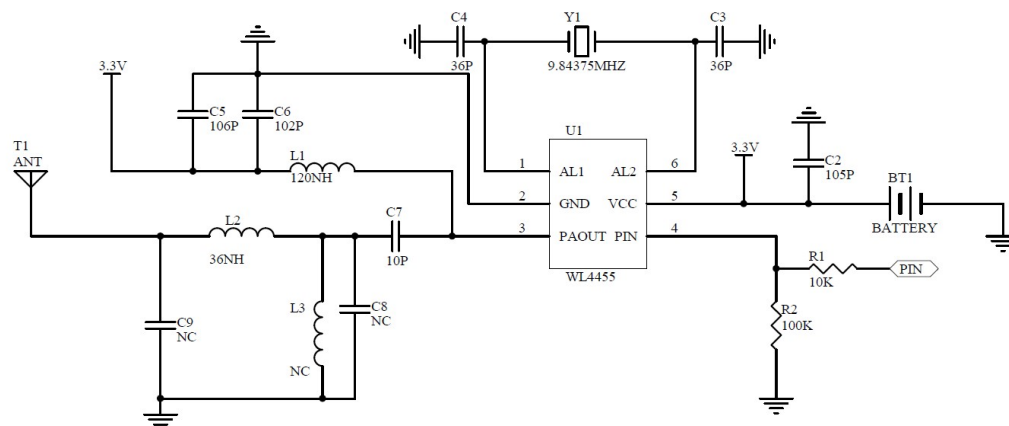 C4
Y1
C3
36P
9.84375MHZ
36P
3.3V
C5
106P
C6
102P
U1
T1
ANT
L1
120NH
1
AL1
AL2
6
3.3V
C2
105P
BT1
BATTERY
2
GND
VCC
5
L2
36NH
C7
10P
3
PAOUT
PIN
4
WL4455
R1
10K
PIN
R2
100K
C9
NC
L3
NC
C8
NC